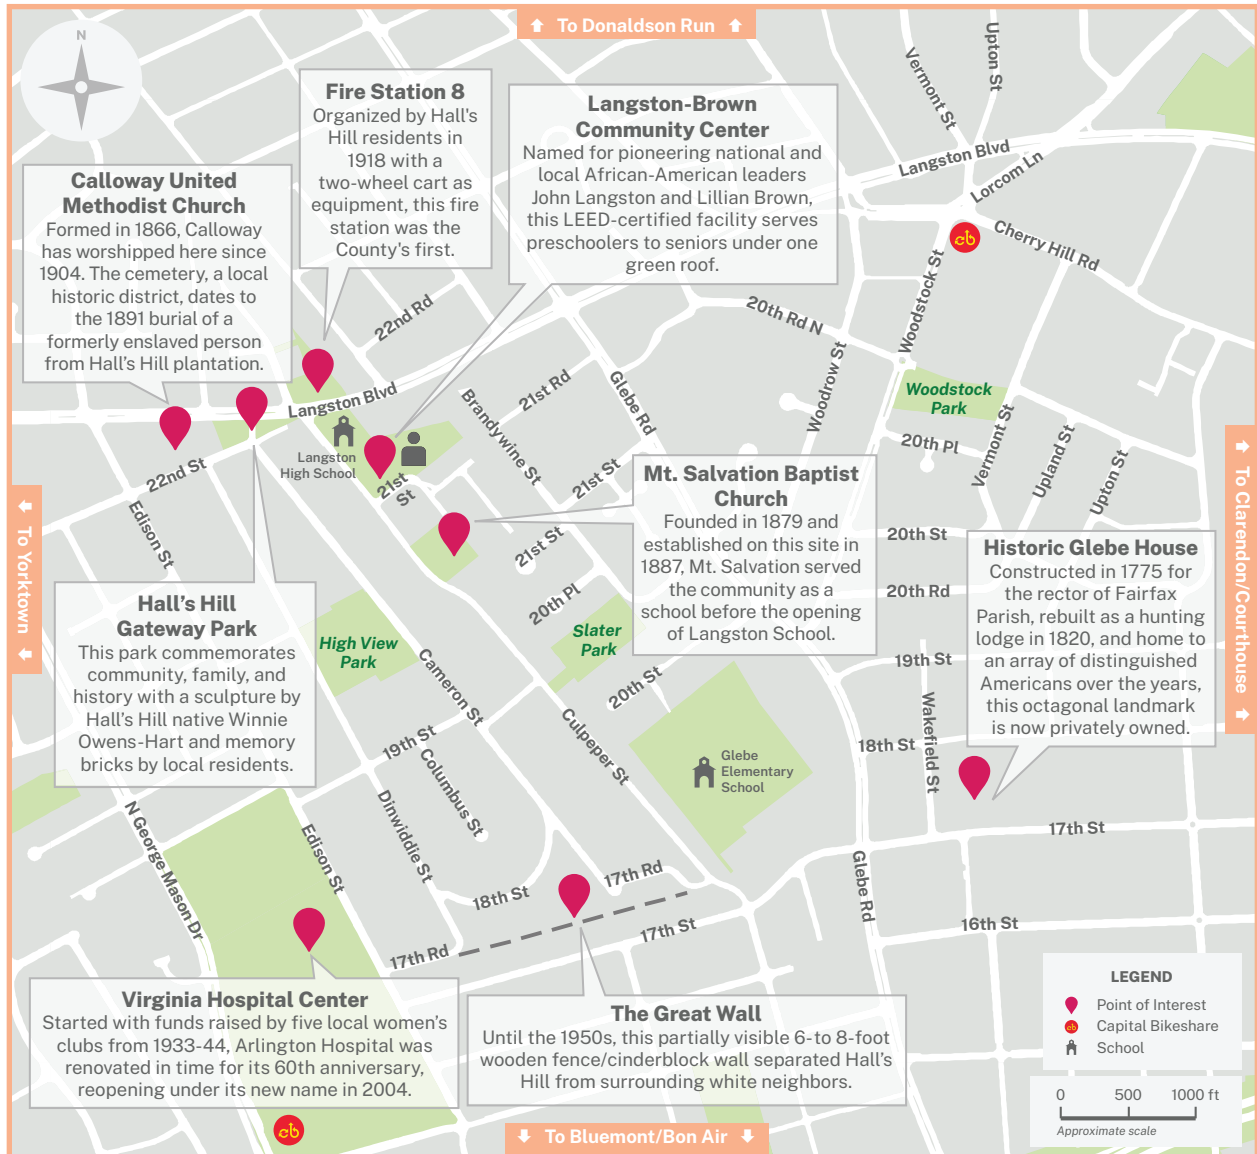 To Donaldson Run
N
Upton St
Vermont St
Fire Station 8
Organized by Hall's
Hill residents in
1918 with a
two-wheel cart as
equipment, this fire
station was the
County's first.
Langston-Brown
Community Center
Named for pioneering national and
local African-American leaders
John Langston and Lillian Brown,
this LEED-certified facility serves
preschoolers to seniors under one
green roof.
Langston Blvd
Lorcom Ln
Calloway United
Methodist Church
Formed in 1866, Calloway
has worshipped here since
1904. The cemetery, a local
historic district, dates to
the 1891 burial of a
formerly enslaved person
from Hall's Hill plantation.
Cherry Hill Rd
Woodstock St
22nd Rd
20th Rd N
Woodrow St
Langston Blvd
21st Rd
Glebe Rd
Brandywine St
Woodstock
Park
Langston
High School
22nd St
21st
St
21st St
20th Pl
Vermont St
Upland St
Upton St
To Yorktown
Edison St
21st St
Mt. Salvation Baptist
Church
Founded in 1879 and
established on this site in
1887, Mt. Salvation served
the community as a
school before the opening
of Langston School.
20th St
20th Rd
To Clarendon/Courthouse
Historic Glebe House
Constructed in 1775 for
the rector of Fairfax
Parish, rebuilt as a hunting
lodge in 1820, and home to
an array of distinguished
Americans over the years,
this octagonal landmark
is now privately owned.
Hall's Hill
Gateway Park
This park commemorates
community, family, and
history with a sculpture by
Hall's Hill native Winnie
Owens-Hart and memory
bricks by local residents.
20th Pl
High View
Park
Slater
Park
Cameron St
20th St
19th St
Wakefield St
18th St
19th St
Culpeper St
Columbus St
Glebe
Elementary
School
Dinwiddie St
N George Mason Dr
Edison St
17th St
17th Rd
Glebe Rd
18th St
17th St
16th St
17th Rd
Virginia Hospital Center
Started with funds raised by five local women's
clubs from 1933-44, Arlington Hospital was
renovated in time for its 60th anniversary,
reopening under its new name in 2004.
The Great Wall
Until the 1950s, this partially visible 6-to 8-foot
wooden fence/cinderblock wall separated Hall's
Hill from surrounding white neighbors.
LEGEND
Point of Interest
Capital Bikeshare
School
0 500 1000 ft
Approximate scale
To Bluemont/Bon Air